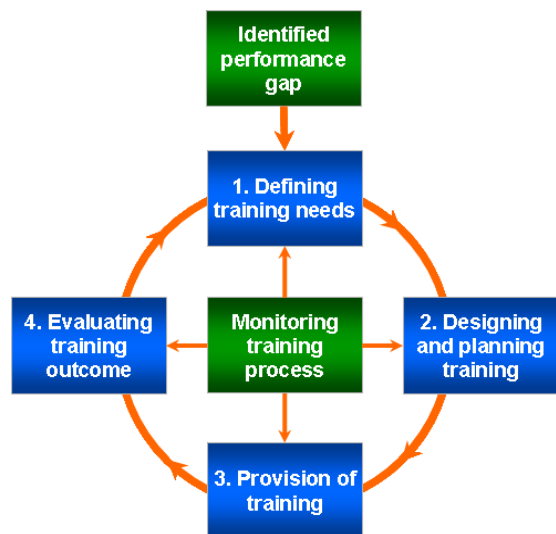 Identified
performance
gap
1. Defining
training needs
4. Evaluating
training
outcome
Monitoring
training
process
2. Designing
and planning
training
3. Provision of
training